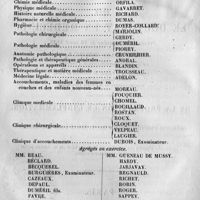 Chimie médicale. ORFILA.
Physique médicale. GAVARRET.
Histoire naturelle médicale. RICHARD.
Pharmacie et chimie organique. DUMAS.
Hygiène. ROYER-COLLARD.
Pathologie chirurgicale. MARJOLIN.
GERDY.
Pathologie médicale. DUMÉRIL.
PIORRY.
Anatomie pathologique. CRUVEILHIER.
Pathologie et thérapeutique générales. ANDRAL.
Opérations et appareils. BLANDIN.
Thérapeutique et matière médicale. TROUSSEAU.
Médecine légale. ADELON.
Accouchements, maladies des femmes en
couches et des enfants nouveau-nés. MOREAU.
FOUQUIER.
Clinique médicale CHOMEL.
BOUILLAUD.
ROSTAN.
ROUX.
Clinique chirurgicale. CLOQUET.
VELPEAU.
LAUGIER.
Clinique d'accouchements. DUBOIS, Examinateur.
Agrégés en exercice.
MM. BEAU. MM. GUENEAU DE MUSSY.
BÉCLARD. HARDY.
BECQUEREL. JARJAVAY.
BURGUIÈRES, Examinateur. REGNAULD.
CAZEAUX. RICHET.
DEPAUL. ROBIN.
DUMÉRIL fils. ROGER.
FAVRE. SAPPEY.